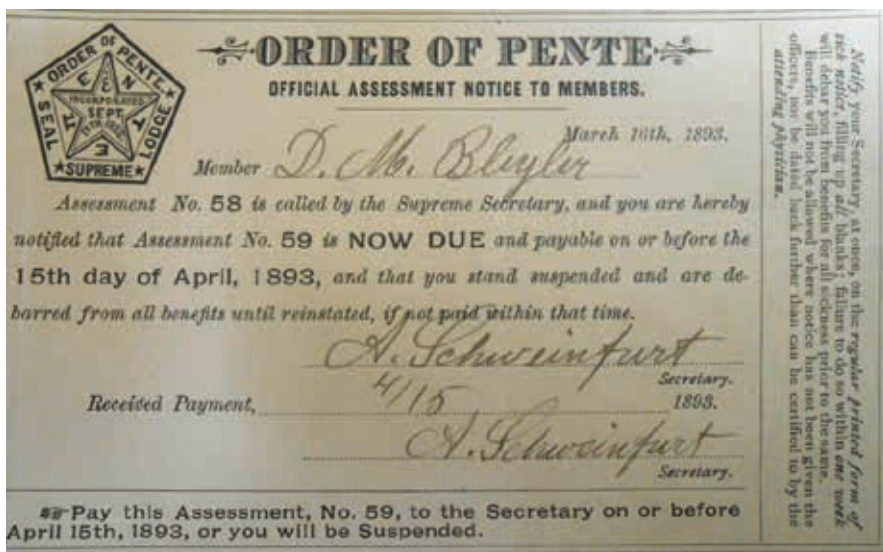 ORDER OF PENTE
OFFICIAL ASSESSMENT NOTICE TO MEMBERS.
ORDER OF PENTE
SEAL
LODGE
★SUPREME★
P E N T E
INCORPORATED
SEPT.
March 16th, 1893.
Member D. M. Bleyler
Assessment No. 58 is called by the Supreme Secretary, and you are hereby
notified that Assessment No. 59 is NOW DUE and payable on or before the
15th day of April, 1893, and that you stand suspended and are de-
barred from all benefits until reinstated, if not paid within that time.
A. Schweinfurt
Secretary.
Received Payment, 4/15 1893.
A. Schweinfurt
Secretary.
Pay this Assessment, No. 59, to the Secretary on or before
April 15th, 1893, or you will be Suspended.
Notify your Secretary at once, on the regular printed form of
sick notice, filling up all blanks; failure to do so within one week
will debar you from benefits for all sickness prior to the same.
Benefits will not be allowed where notice has not been given the
officers, nor be dated back further than can be certified to by the
attending physician.